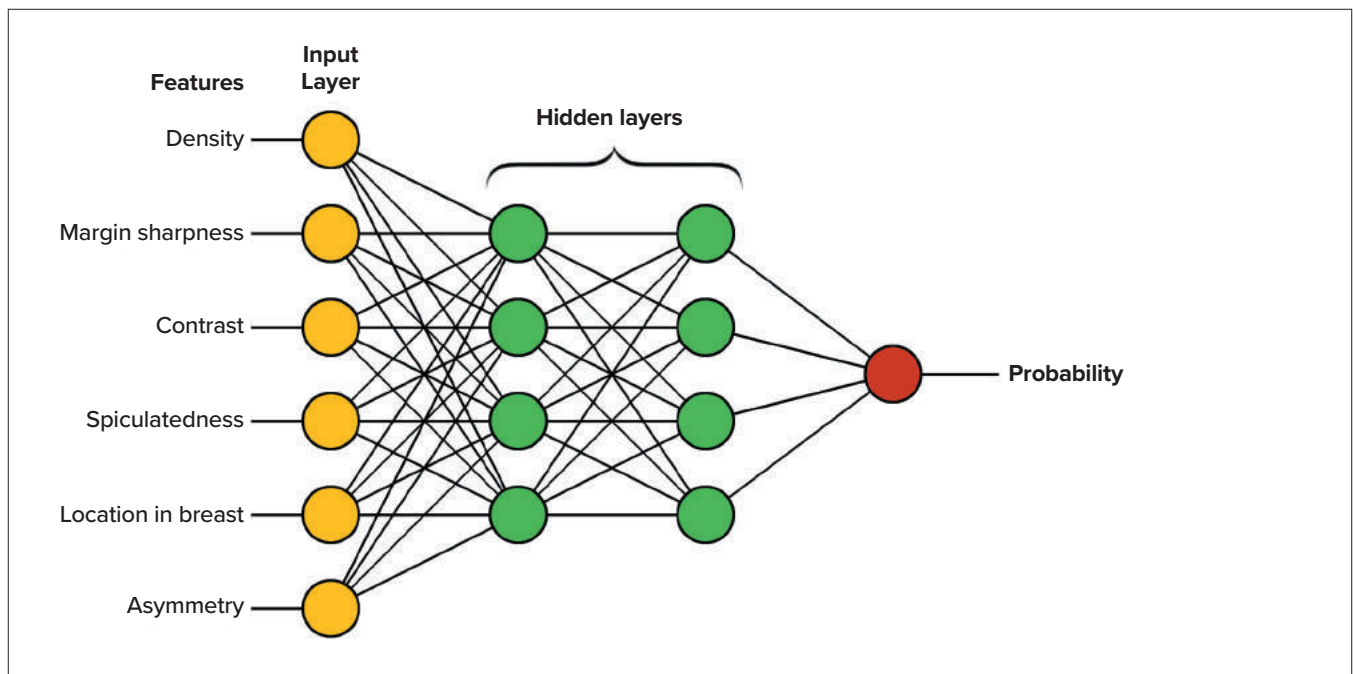 Features
Input
Layer
Density
Margin sharpness
Contrast
Spiculatedness
Location in breast
Asymmetry
Hidden layers
Probability